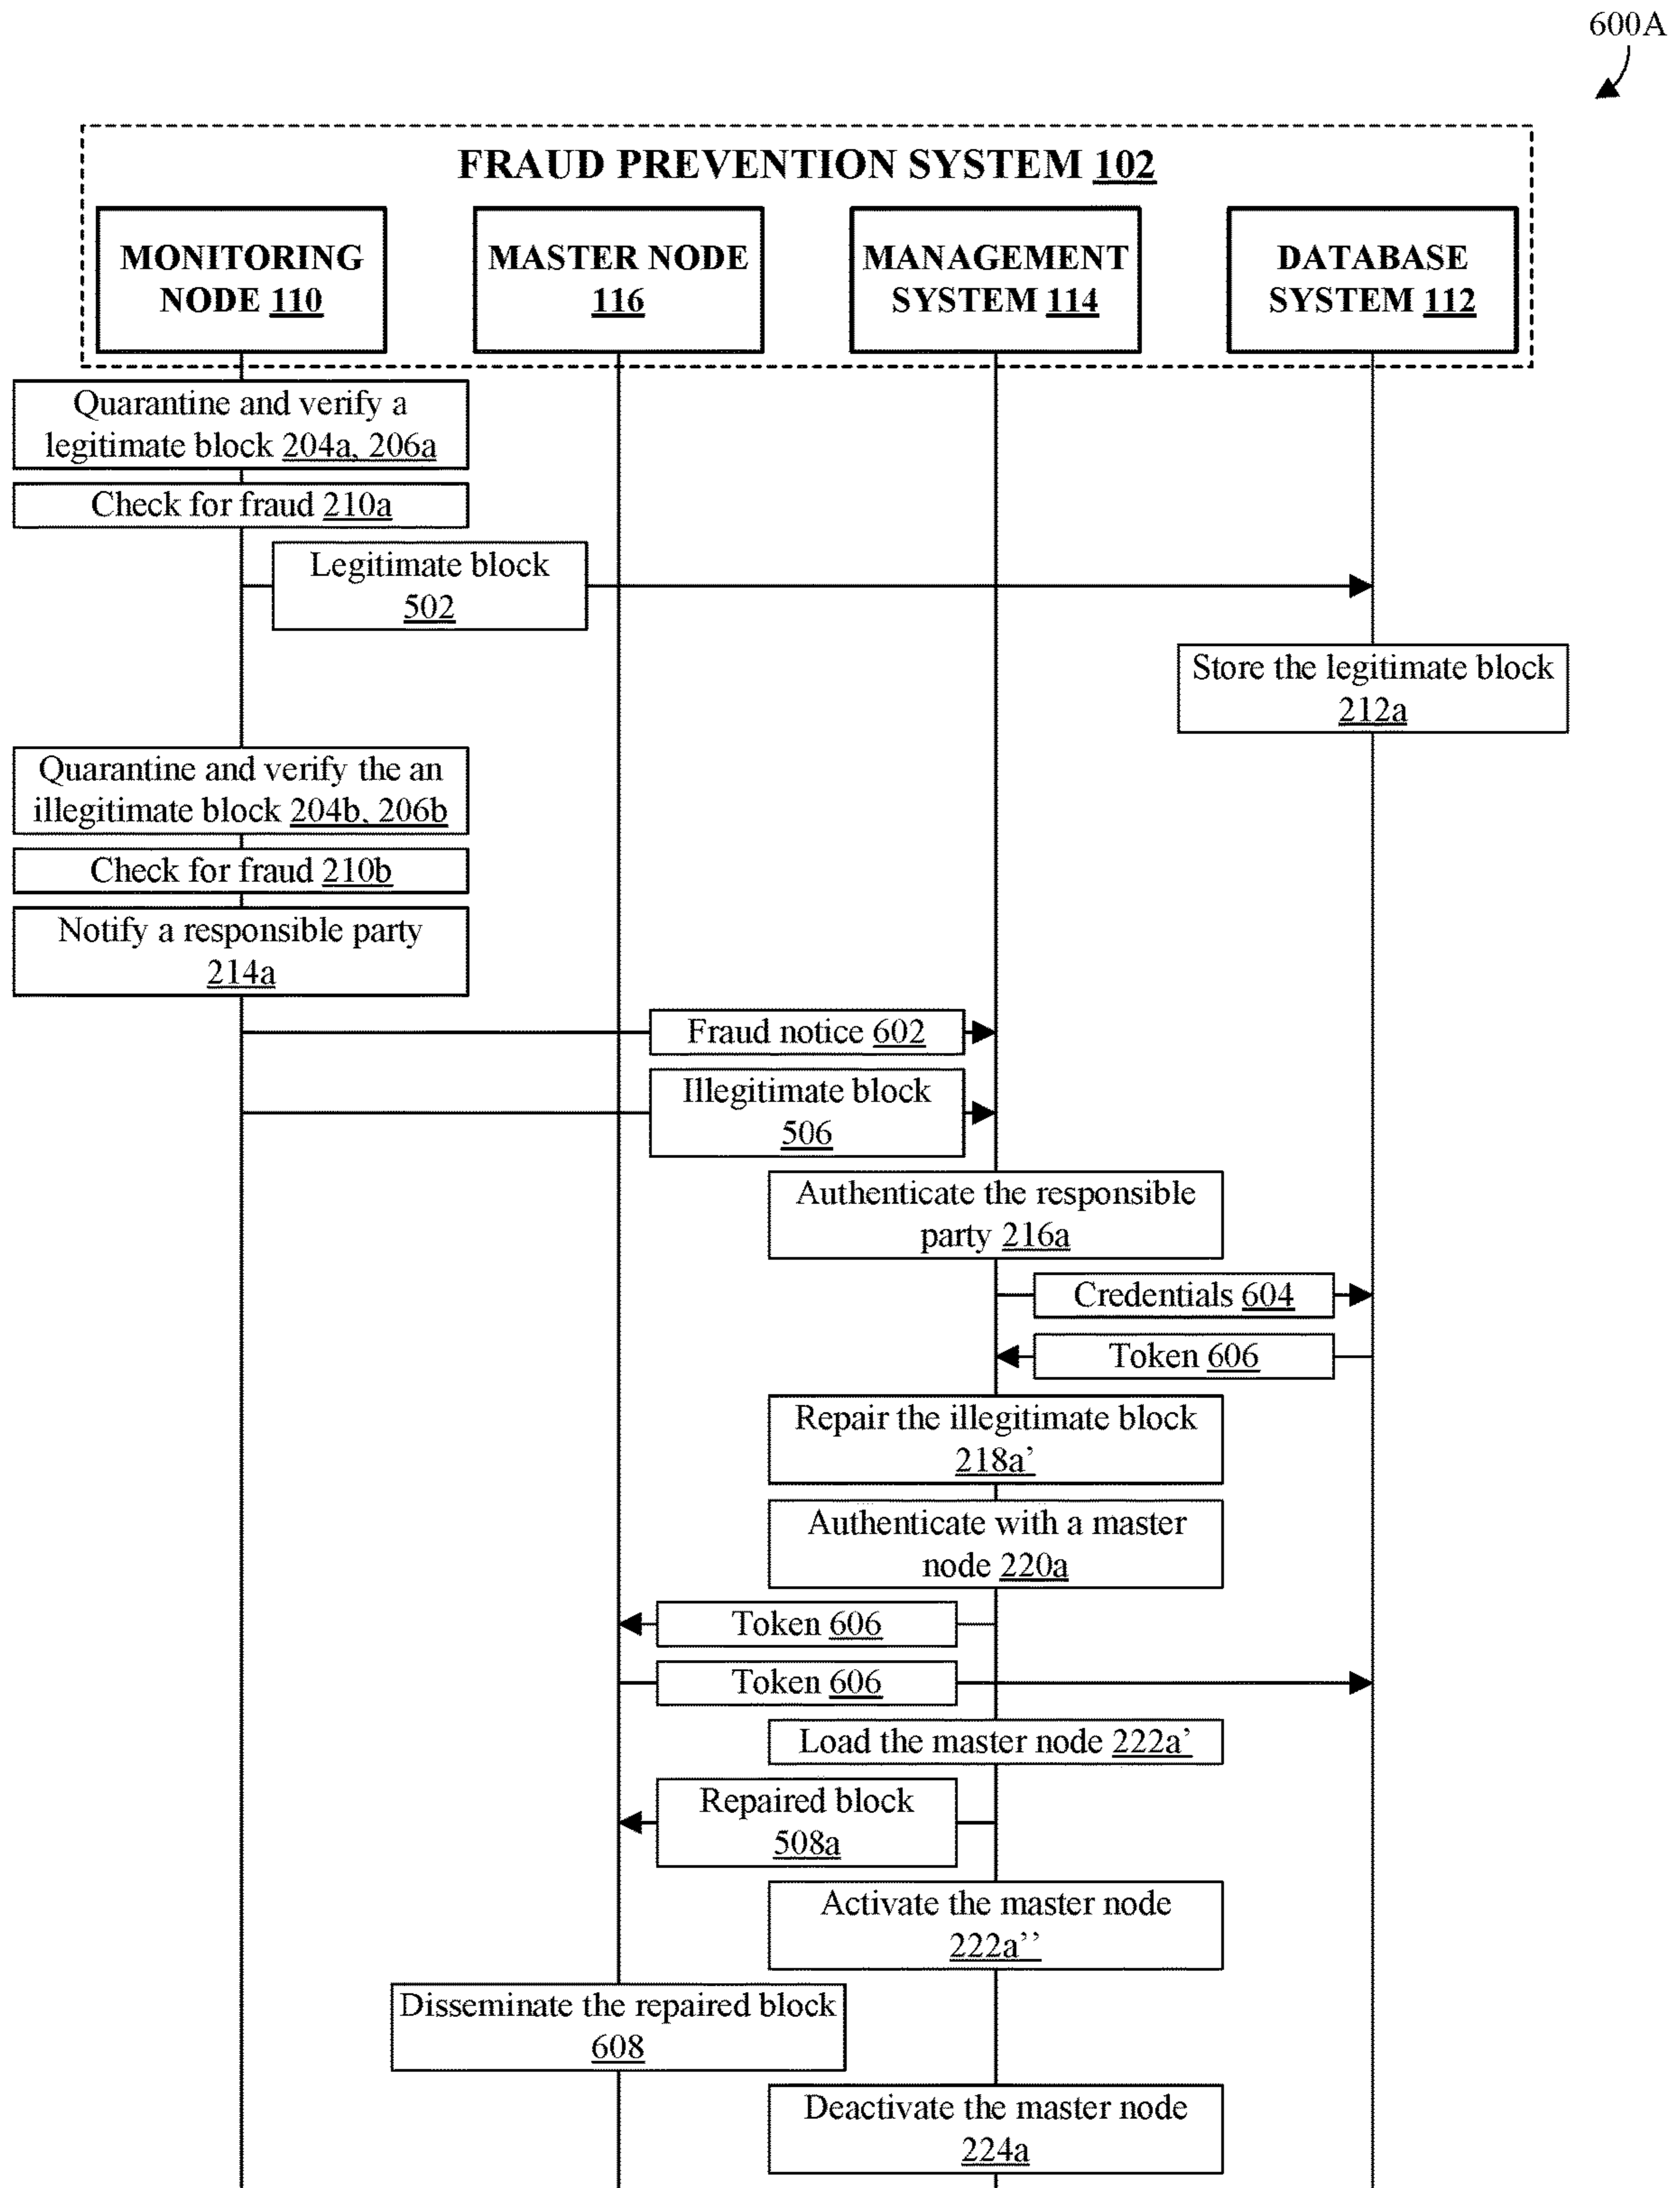 600A
FRAUD PREVENTION SYSTEM 102
MONITORING
NODE 110
MASTER NODE
116
MANAGEMENT
SYSTEM 114
DATABASE
SYSTEM 112
Quarantine and verify a
legitimate block 204a, 206a
Check for fraud 210a
Legitimate block
502
Store the legitimate block
212a
Quarantine and verify the an
illegitimate block 204b, 206b
Check for fraud 210b
Notify a responsible party
214a
Fraud notice 602
Illegitimate block
506
Authenticate the responsible
party 216a
Credentials 604
Token 606
Repair the illegitimate block
218a’
Authenticate with a master
node 220a
Token 606
Token 606
Load the master node 222a’
Repaired block
508a
Activate the master node
222a’’
Disseminate the repaired block
608
Deactivate the master node
224a